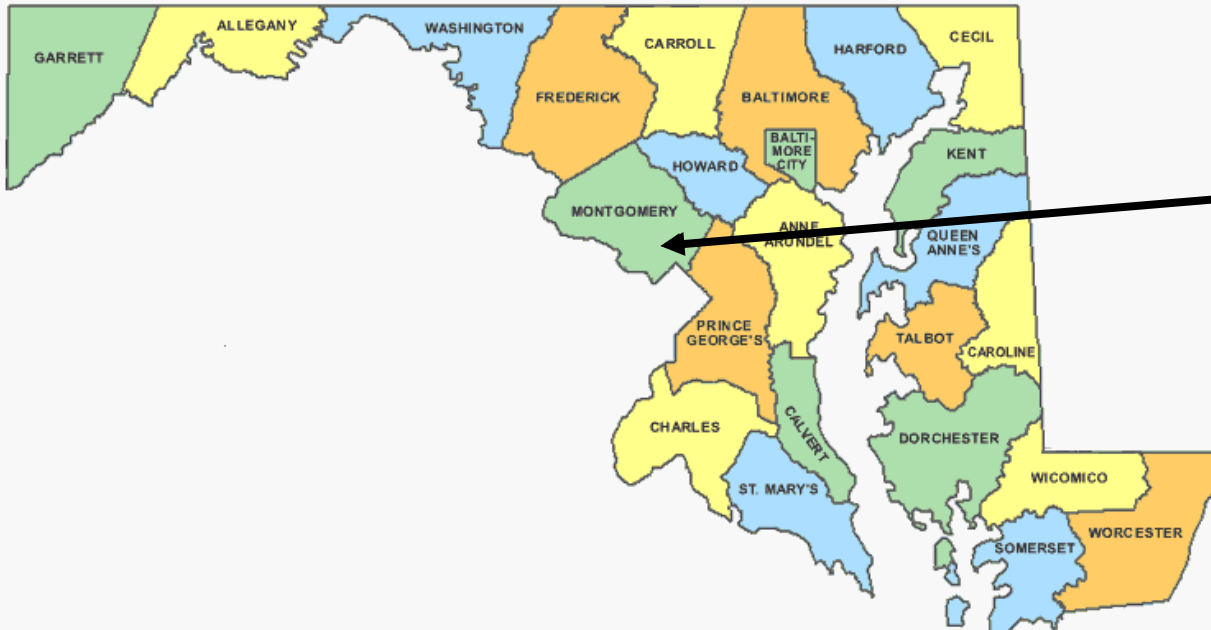 GARRETT
ALLEGANY
WASHINGTON
FREDERICK
CARROLL
BALTIMORE
HARFORD
CECIL
BALTI-
MORE
CITY
HOWARD
KENT
MONTGOMERY
ANNE
ARUNDEL
QUEEN
ANNE'S
PRINCE
GEORGE'S
TALBOT
CAROLINE
CHARLES
CALVERT
DORCHESTER
ST. MARY'S
WICOMICO
SOMERSET
WORCESTER